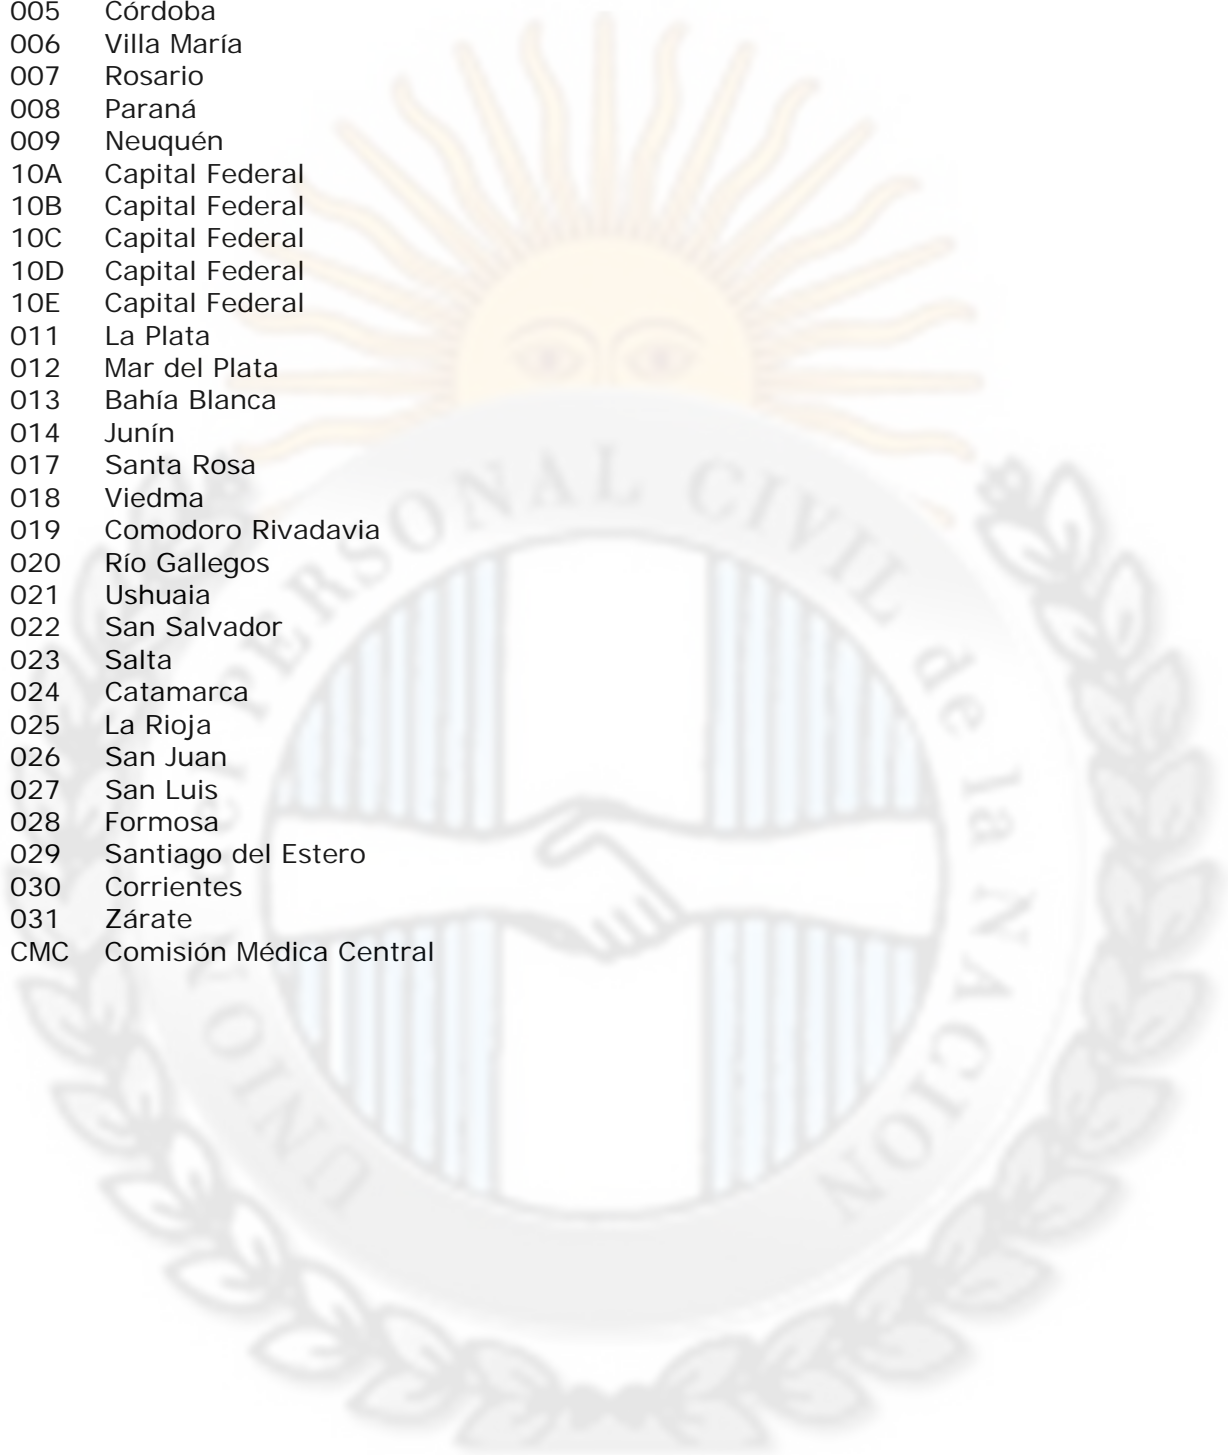 005 Córdoba
006 Villa María
007 Rosario
008 Paraná
009 Neuquén
10A Capital Federal
10B Capital Federal
10C Capital Federal
10D Capital Federal
10E Capital Federal
011 La Plata
012 Mar del Plata
013 Bahía Blanca
014 Junín
017 Santa Rosa
018 Viedma
019 Comodoro Rivadavia
020 Río Gallegos
021 Ushuaia
022 San Salvador
023 Salta
024 Catamarca
025 La Rioja
026 San Juan
027 San Luis
028 Formosa
029 Santiago del Estero
030 Corrientes
031 Zárate
CMC Comisión Médica Central
UNION PERSONAL CIVIL de la NACION